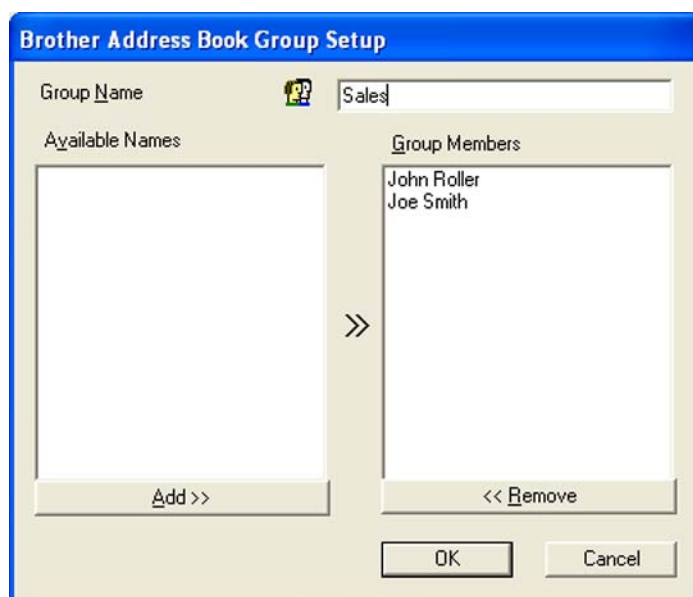 Brother Address Book Group Setup
Group Name
Sales
Available Names
Group Members
John Roller
Joe Smith
>>
Add >>
<< Remove
OK
Cancel